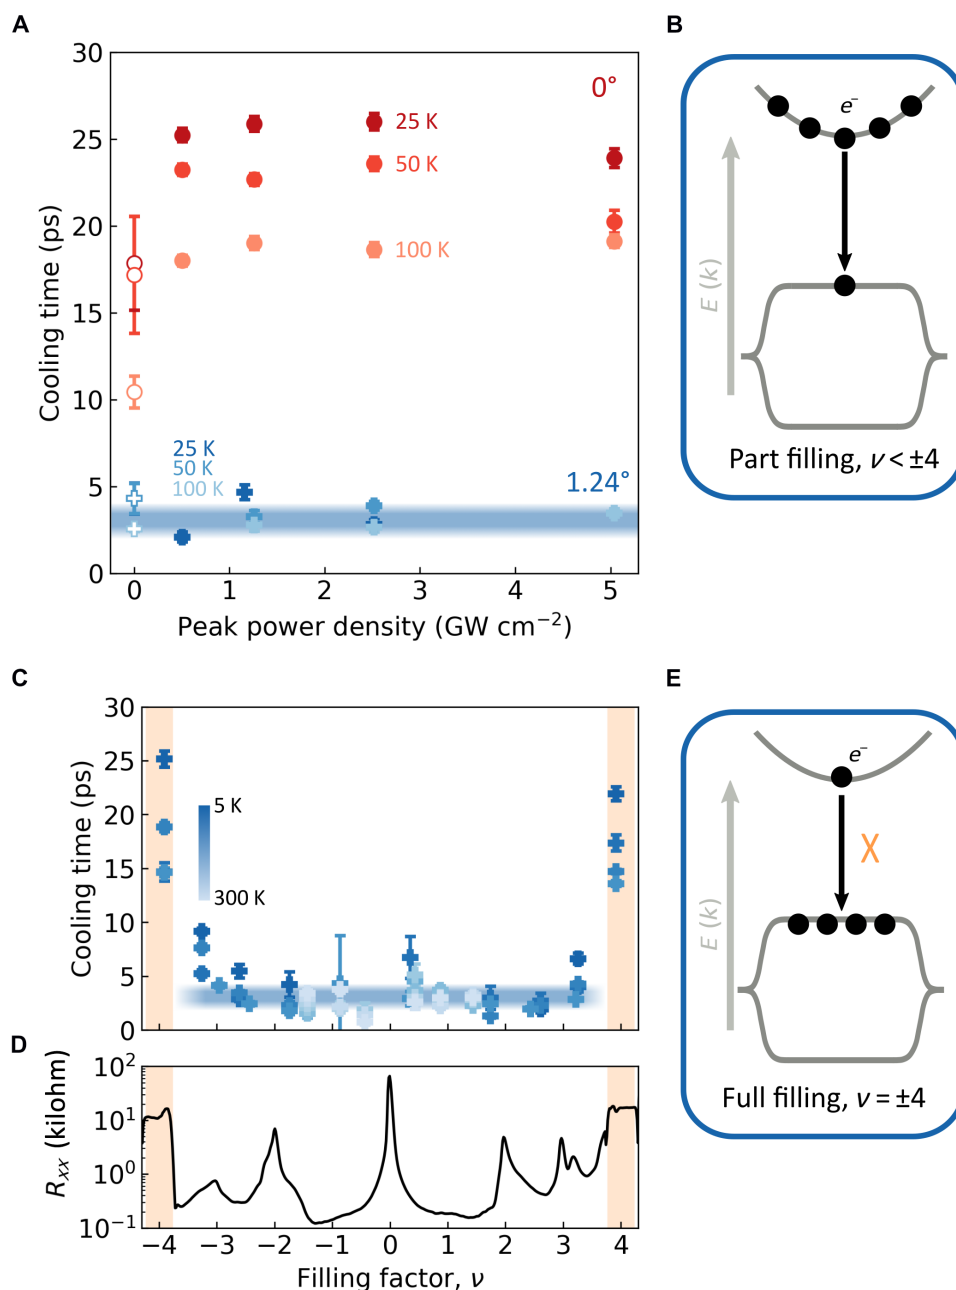 A
30
25
20
15
10
5
0
Cooling time (ps)
0°
25 K
50 K
100 K
25 K
50 K
100 K
1.24°
0 1 2 3 4 5
Peak power density (GW cm⁻²)
B
e⁻
E (k)
Part filling, ν < ±4
C
30
25
20
15
10
5
0
Cooling time (ps)
5 K
300 K
D
10²
10¹
10⁰
10⁻¹
Rₓₓ (kilohm)
−4 −3 −2 −1 0 1 2 3 4
Filling factor, ν
E
e⁻
X
E (k)
Full filling, ν = ±4